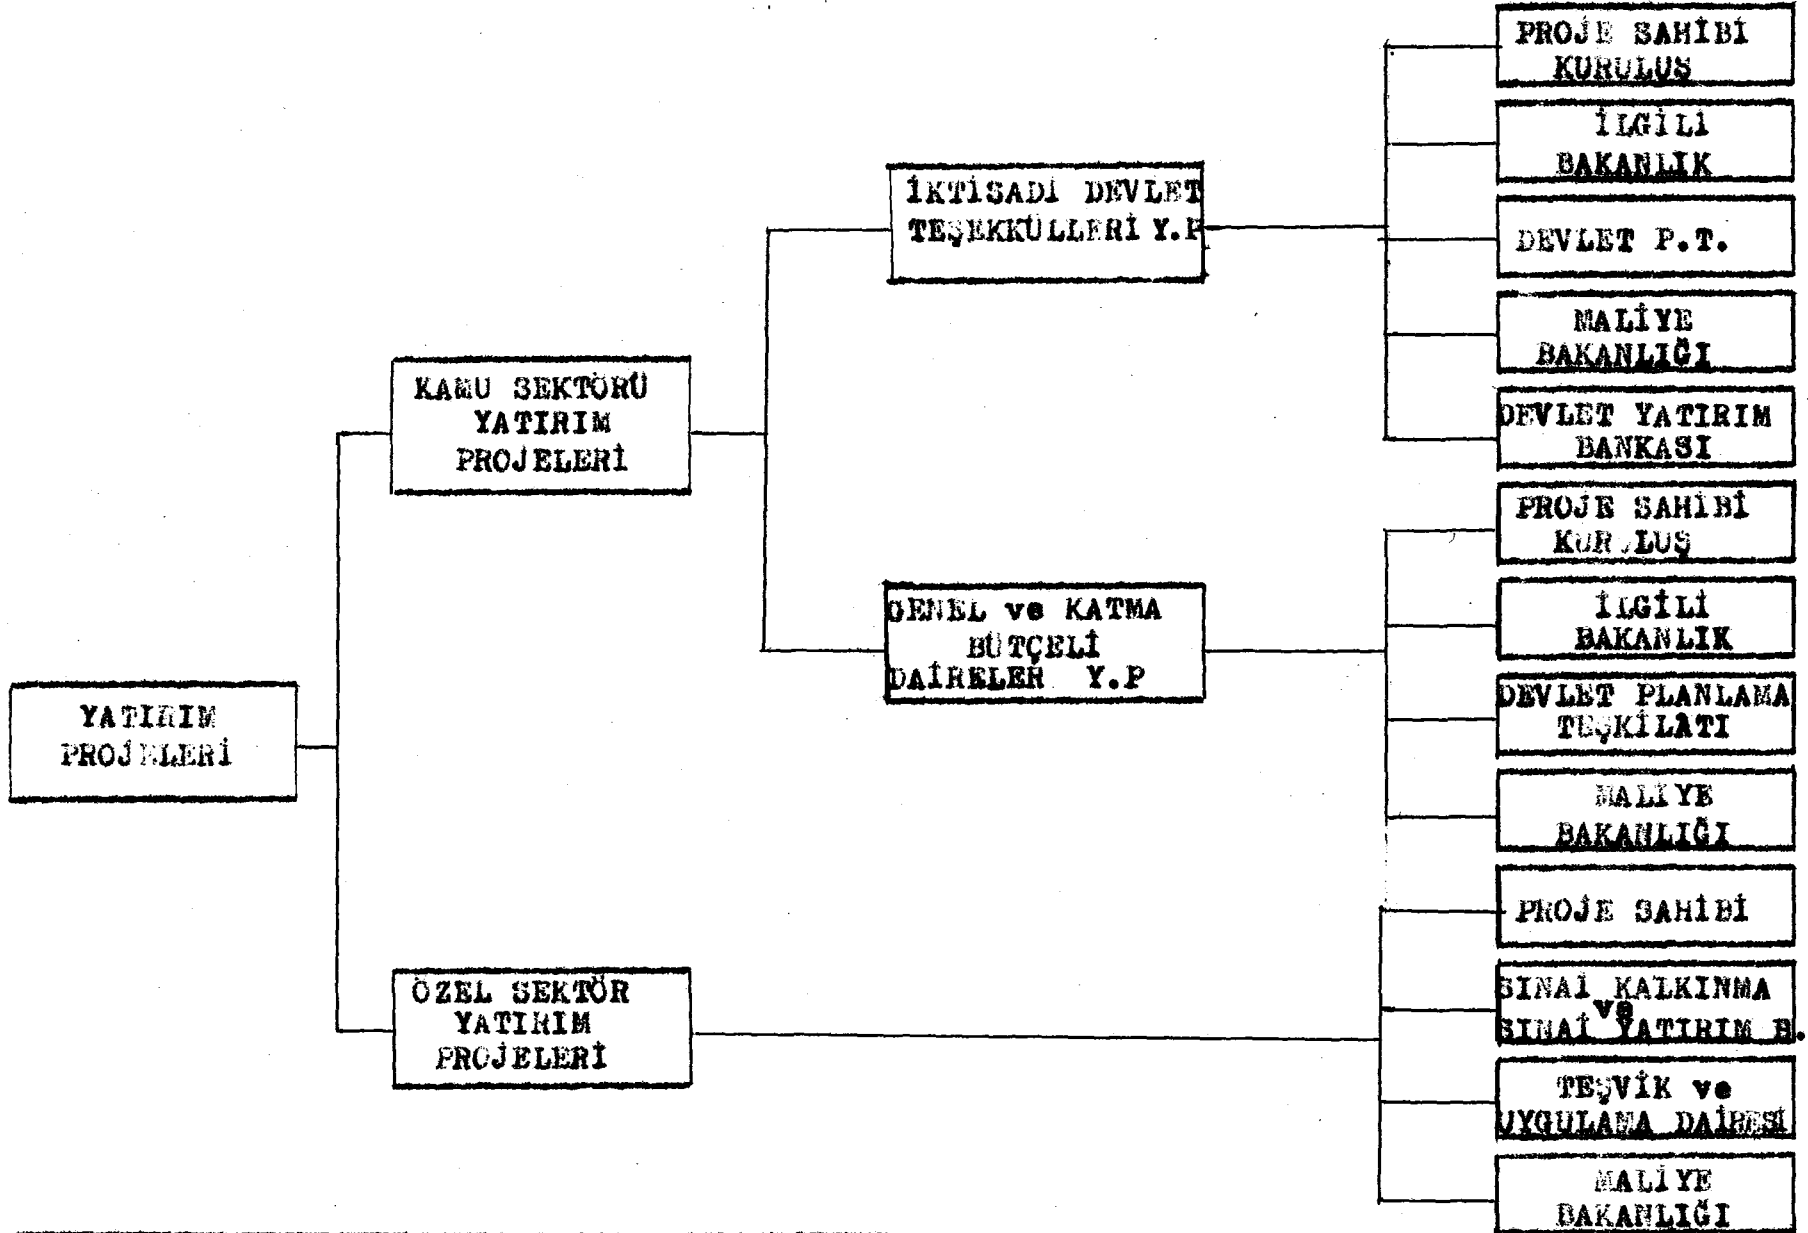 YATIRIM
PROJELERİ
KAMU SEKTÖRÜ
YATIRIM
PROJELERİ
ÖZEL SEKTÖR
YATIRIM
PROJELERİ
İKTİSADİ DEVLET
TEŞEKKÜLLERİ Y.P
GENEL ve KATMA
BÜTÇELİ
DAİRELER Y.P
PROJE SAHİBİ
KURULUŞ
İLGİLİ
BAKANLIK
DEVLET P.T.
MALİYE
BAKANLIĞI
DEVLET YATIRIM
BANKASI
PROJE SAHİBİ
KURULUŞ
İLGİLİ
BAKANLIK
DEVLET PLANLAMA
TEŞKİLATI
MALİYE
BAKANLIĞI
PROJE SAHİBİ
SINAİ KALKINMA
ve
SINAİ YATIRIM B.
TEŞVİK ve
UYGULAMA DAİRESİ
MALİYE
BAKANLIĞI